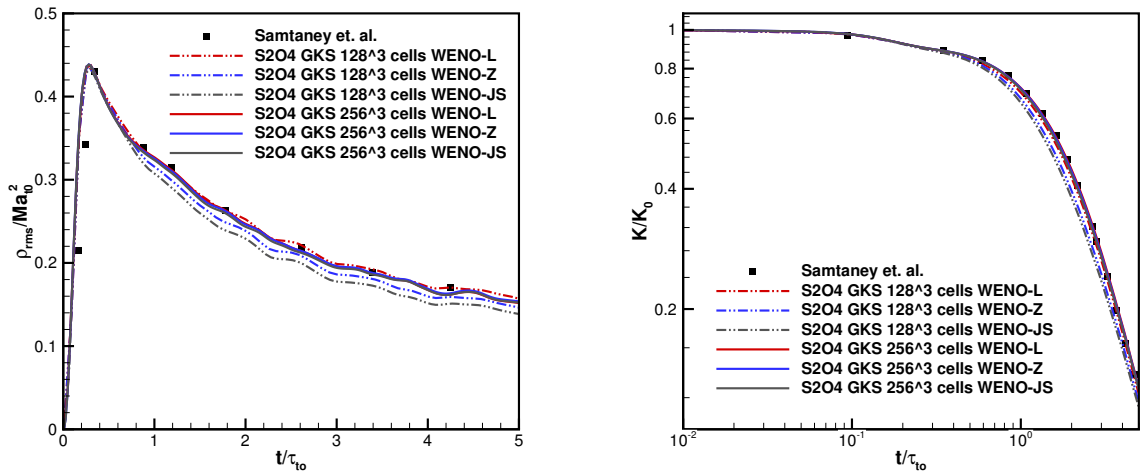 Samtaney et. al.
S2O4 GKS 128^3 cells WENO-L
S2O4 GKS 128^3 cells WENO-Z
S2O4 GKS 128^3 cells WENO-JS
S2O4 GKS 256^3 cells WENO-L
S2O4 GKS 256^3 cells WENO-Z
S2O4 GKS 256^3 cells WENO-JS
ρrms/Ma²t0
0.4
0.3
0.2
0.1
0
0 1 2 3 4 5
t/τto
K/K0
1
0.8
0.6
0.4
0.2
Samtaney et. al.
S2O4 GKS 128^3 cells WENO-L
S2O4 GKS 128^3 cells WENO-Z
S2O4 GKS 128^3 cells WENO-JS
S2O4 GKS 256^3 cells WENO-L
S2O4 GKS 256^3 cells WENO-Z
S2O4 GKS 256^3 cells WENO-JS
10⁻² 10⁻¹ 10⁰
t/τto